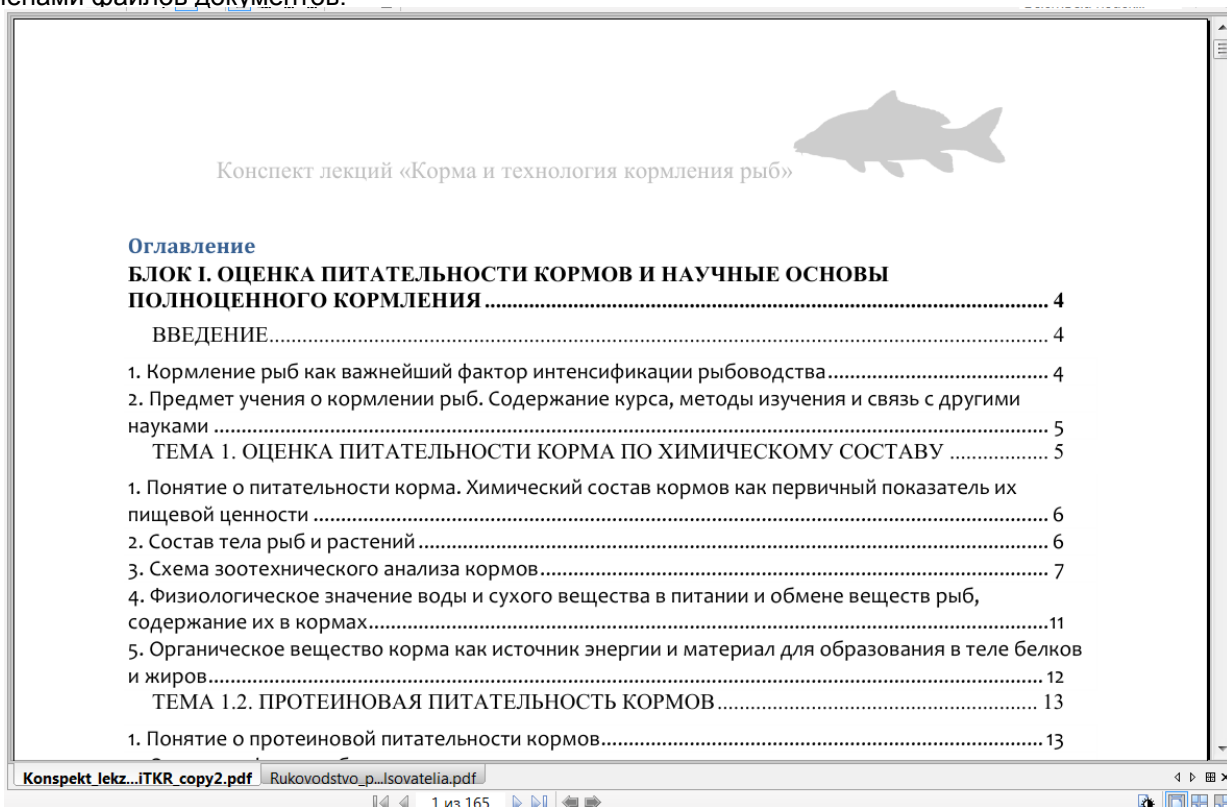 файлов документов.
Конспект лекций «Корма и технология кормления рыб»
Оглавление
БЛОК I. ОЦЕНКА ПИТАТЕЛЬНОСТИ КОРМОВ И НАУЧНЫЕ ОСНОВЫ
ПОЛНОЦЕННОГО КОРМЛЕНИЯ 4
ВВЕДЕНИЕ 4
1. Кормление рыб как важнейший фактор интенсификации рыбоводства 4
2. Предмет учения о кормлении рыб. Содержание курса, методы изучения и связь с другими
науками 5
ТЕМА 1. ОЦЕНКА ПИТАТЕЛЬНОСТИ КОРМА ПО ХИМИЧЕСКОМУ СОСТАВУ 5
1. Понятие о питательности корма. Химический состав кормов как первичный показатель их
пищевой ценности 6
2. Состав тела рыб и растений 6
3. Схема зоотехнического анализа кормов 7
4. Физиологическое значение воды и сухого вещества в питании и обмене веществ рыб,
содержание их в кормах 11
5. Органическое вещество корма как источник энергии и материал для образования в теле белков
и жиров 12
ТЕМА 1.2. ПРОТЕИНОВАЯ ПИТАТЕЛЬНОСТЬ КОРМОВ 13
1. Понятие о протеиновой питательности кормов 13
Konspekt_lekz...iTKR_copy2.pdf Rukovodstvo_p...lsovatelia.pdf
1 из 165